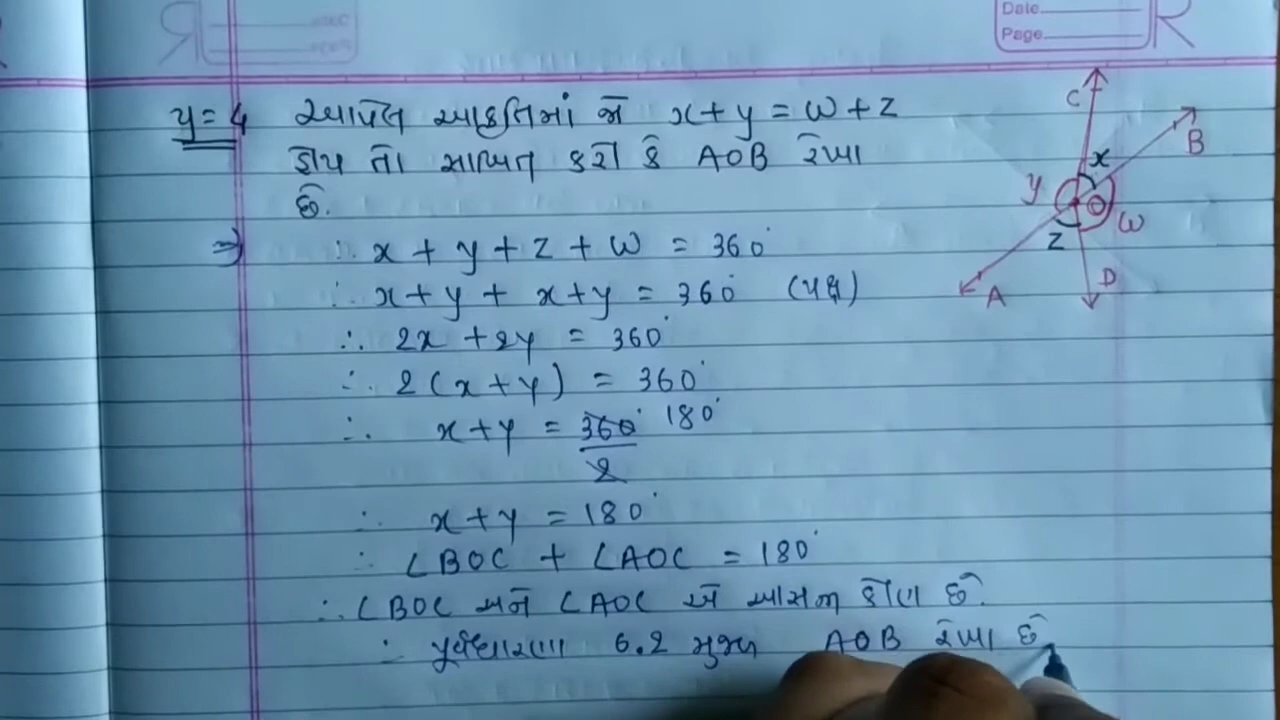 Date
Page
પ્ર = 4 આપેલ આકૃતિમાં જો x + y = w + z
હોય તો સાબિત કરો કે AOB રેખા
છે.
⇒ ∴ x + y + z + w = 360°
∴ x + y + x + y = 360° (પક્ષ)
∴ 2x + 2y = 360°
∴ 2(x + y) = 360°
∴ x + y = 360° 180°
2
∴ x + y = 180°
∴ ∠BOC + ∠AOC = 180°
∴ ∠BOC અને ∠AOC એ આસન્ન કોણ છે.
∴ પૂર્વધારણા 6.2 મુજબ AOB રેખા છે
C
B
x
y
O
w
z
D
A